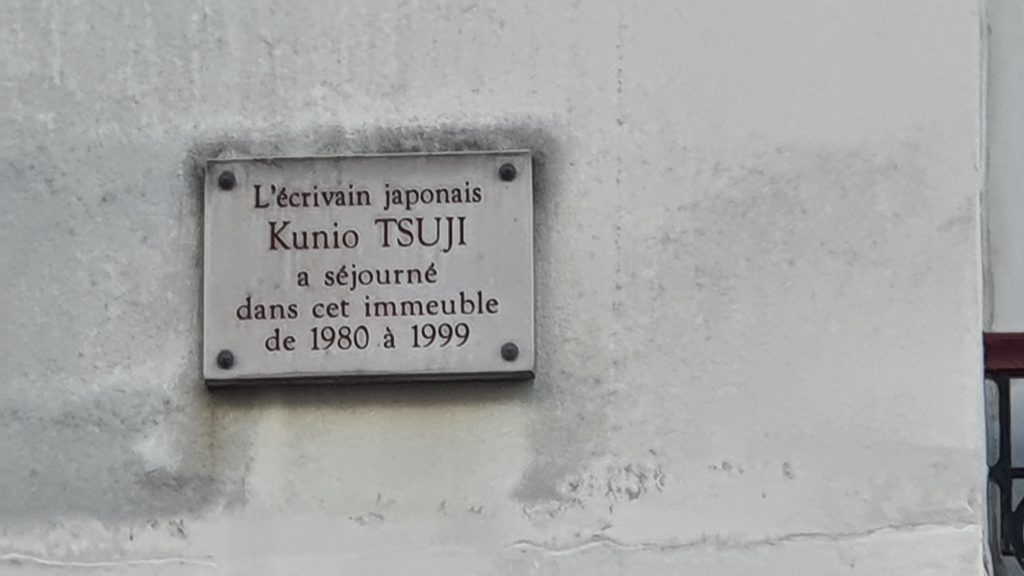 L'écrivain japonais
Kunio TSUJI
a séjourné
dans cet immeuble
de 1980 à 1999